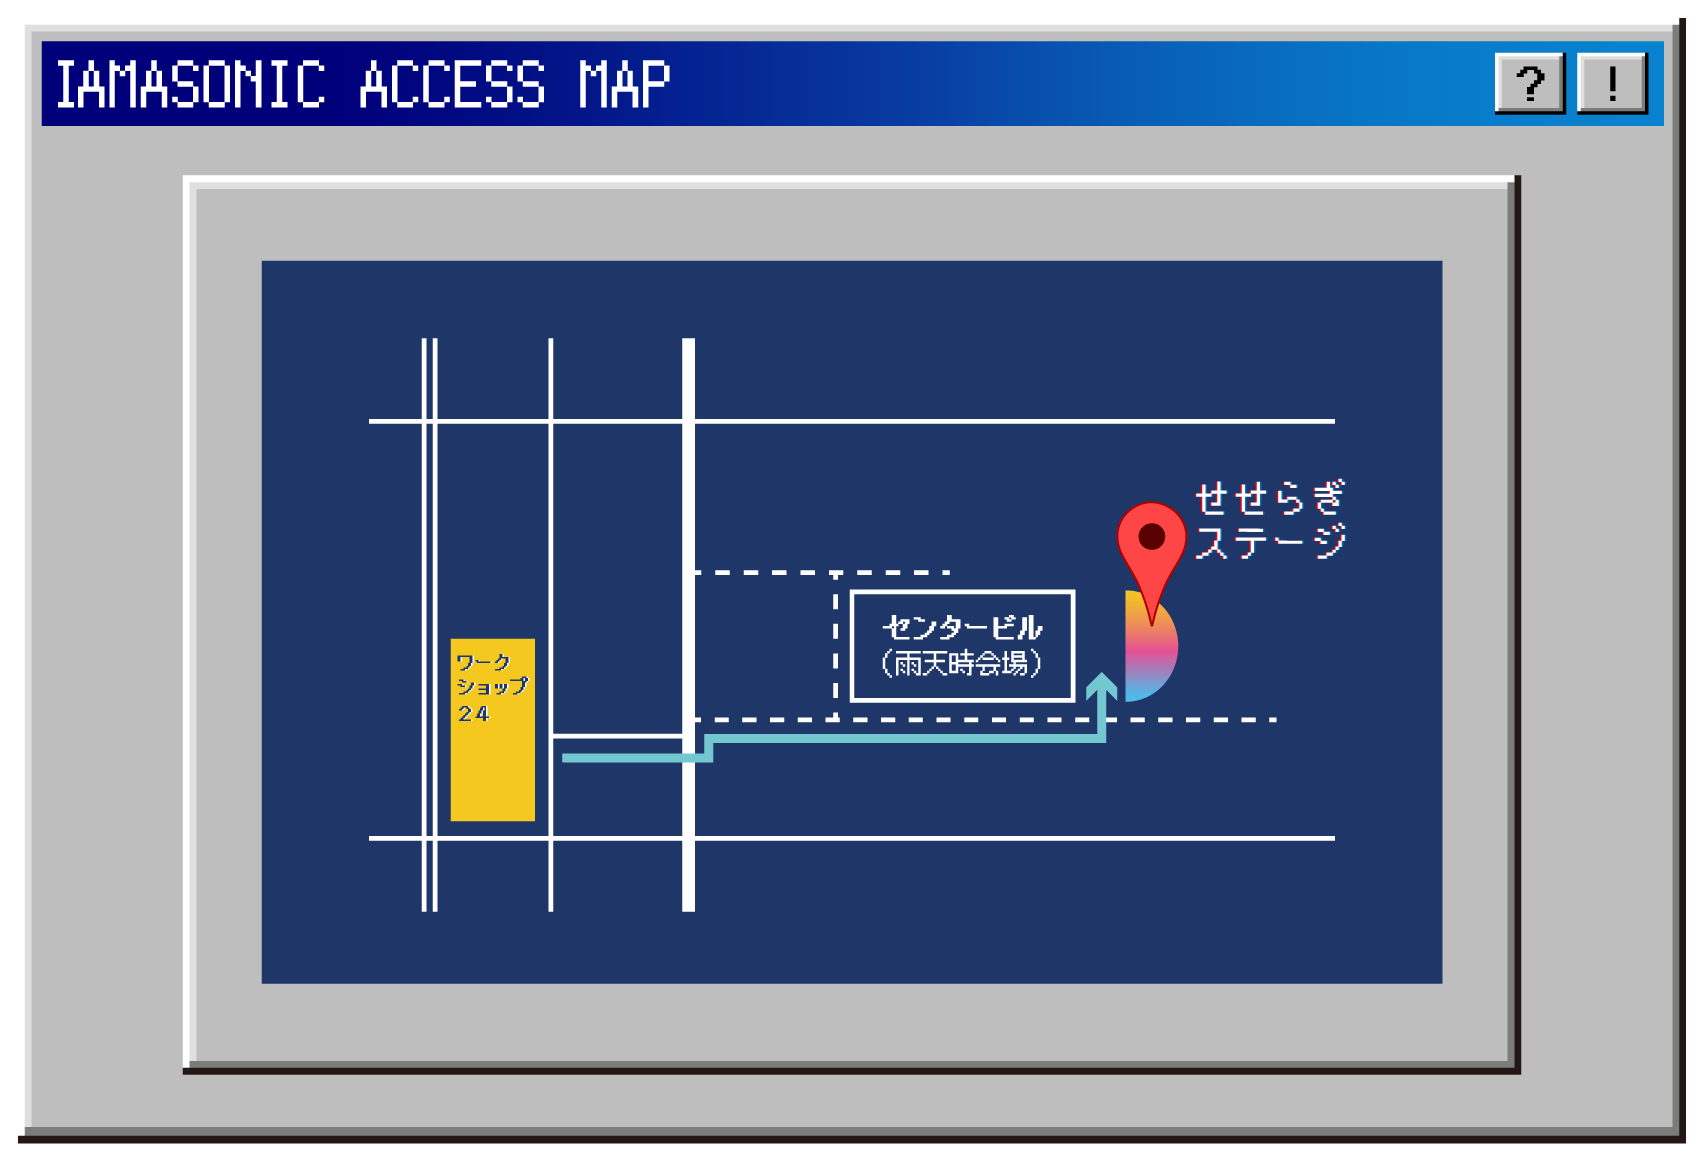 IAMASONIC ACCESS MAP
? !
せせらぎ
ステージ
センタービル
（雨天時会場）
ワーク
ショップ
24